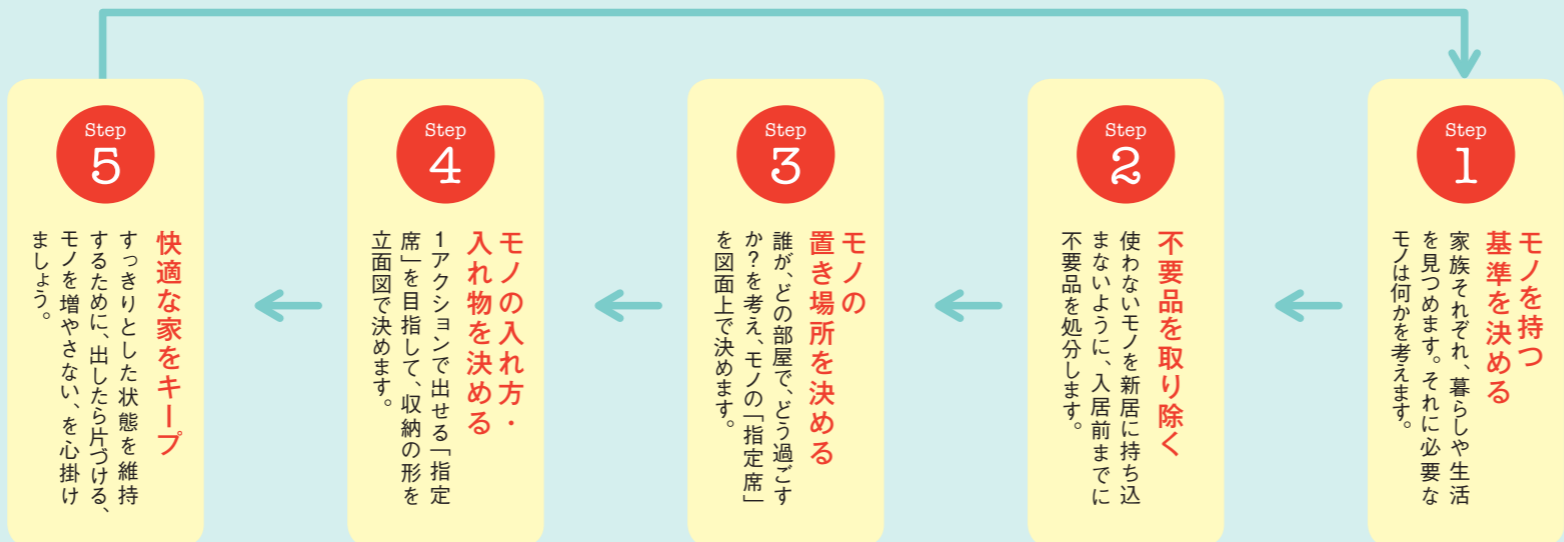 Step
1
モノを持つ
基準を決める
家族それぞれ、暮らしや生活
を見つめます。それに必要な
モノは何かを考えます。
Step
2
不要品を取り除く
使わないモノを新居に持ち込
まないように、入居前までに
不要品を処分します。
Step
3
モノの
置き場所を決める
誰が、どの部屋で、どう過ごす
か?を考え、モノの「指定席」
を図面上で決めます。
Step
4
モノの入れ方・
入れ物を決める
1アクションで出せる「指定
席」を目指して、収納の形を
立面図で決めます。
Step
5
快適な家をキープ
すっきりとした状態を維持
するために、出したら片づける、
モノを増やさない、を心掛け
ましょう。